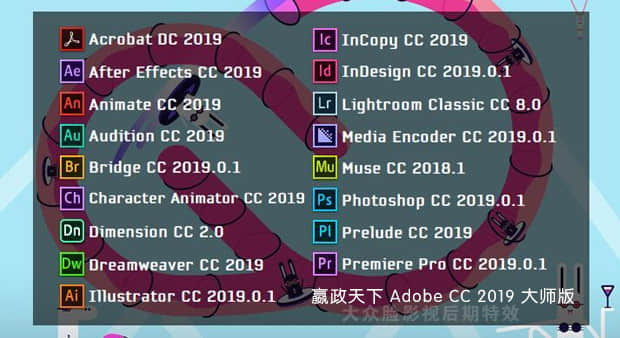 Acrobat DC 2019
Ae After Effects CC 2019
An Animate CC 2019
Au Audition CC 2019
Br Bridge CC 2019.0.1
Ch Character Animator CC 2019
Dn Dimension CC 2.0
Dw Dreamweaver CC 2019
Ai Illustrator CC 2019.0.1
Ic InCopy CC 2019
Id InDesign CC 2019.0.1
Lr Lightroom Classic CC 8.0
Media Encoder CC 2019.0.1
Mu Muse CC 2018.1
Ps Photoshop CC 2019.0.1
Pl Prelude CC 2019
Pr Premiere Pro CC 2019.0.1
嬴政天下 Adobe CC 2019 大师版
大众脸影视后期特效